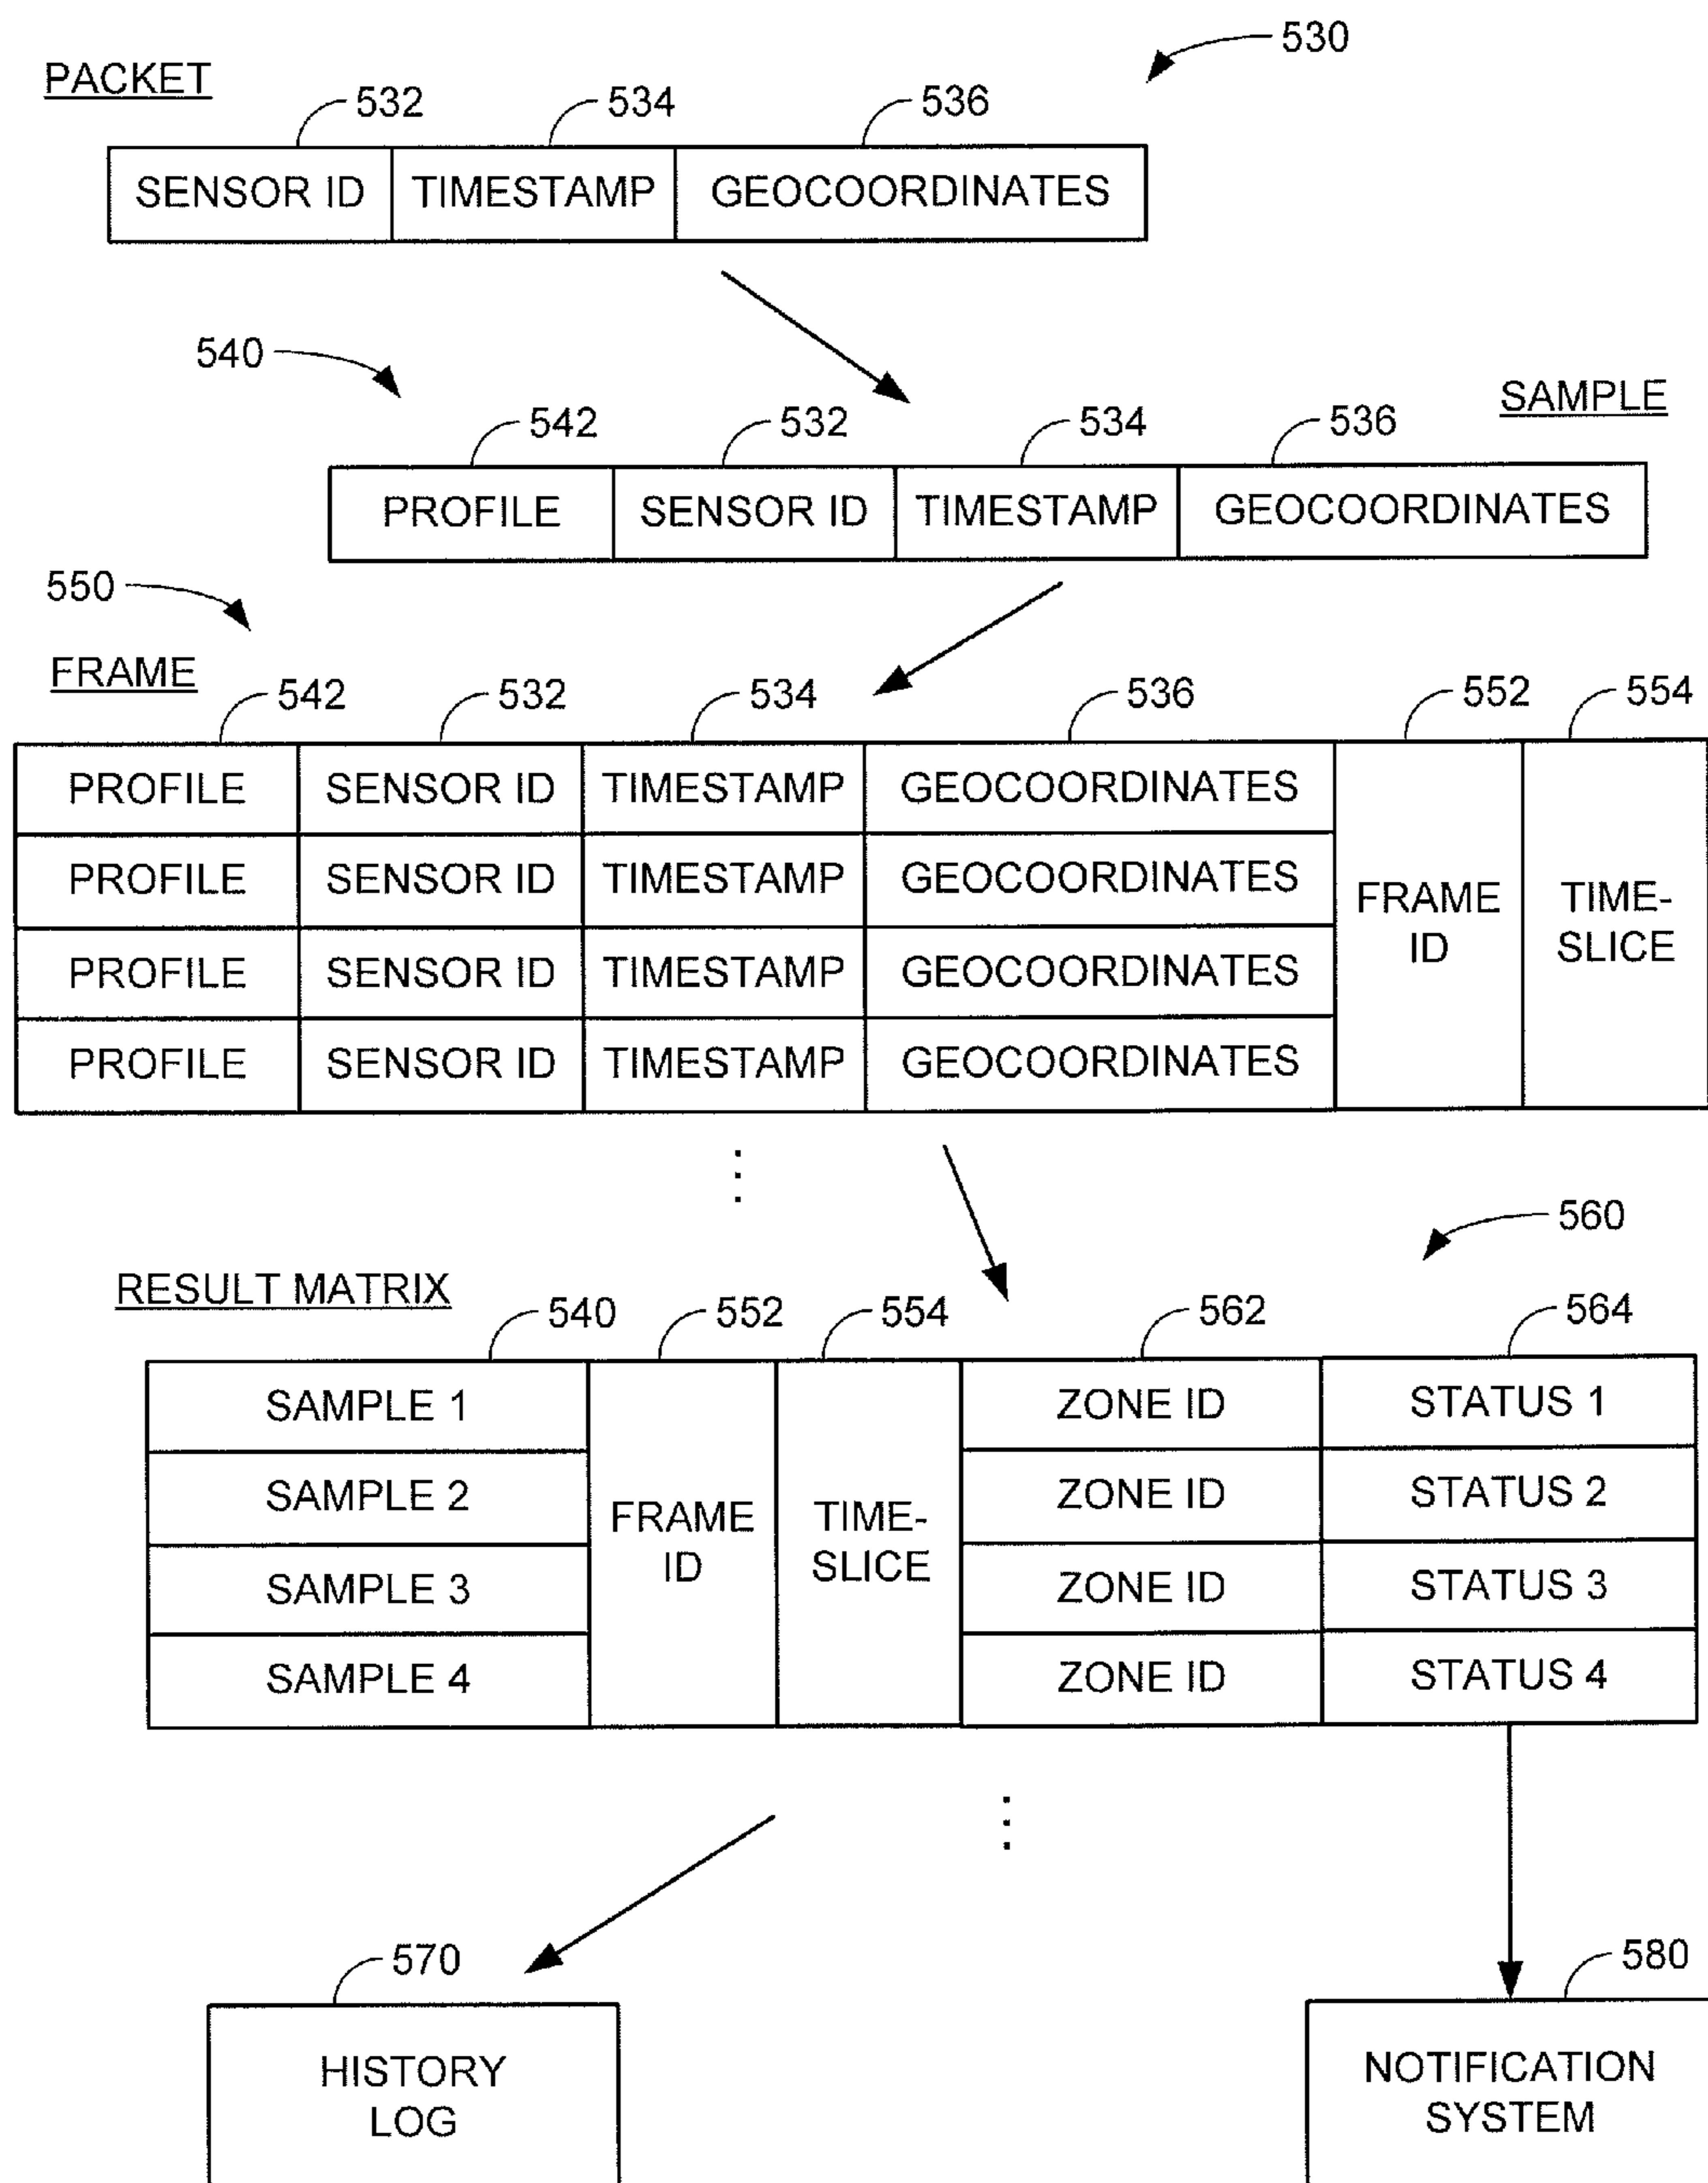 530
PACKET
532 534 536
SENSOR ID TIMESTAMP GEOCOORDINATES
540
SAMPLE
542 532 534 536
PROFILE SENSOR ID TIMESTAMP GEOCOORDINATES
550
FRAME
542 532 534 536 552 554
PROFILE SENSOR ID TIMESTAMP GEOCOORDINATES
PROFILE SENSOR ID TIMESTAMP GEOCOORDINATES
PROFILE SENSOR ID TIMESTAMP GEOCOORDINATES
PROFILE SENSOR ID TIMESTAMP GEOCOORDINATES
FRAME
ID
TIME-
SLICE
560
RESULT MATRIX
540 552 554 562 564
SAMPLE 1
SAMPLE 2
SAMPLE 3
SAMPLE 4
FRAME
ID
TIME-
SLICE
ZONE ID STATUS 1
ZONE ID STATUS 2
ZONE ID STATUS 3
ZONE ID STATUS 4
570
HISTORY
LOG
580
NOTIFICATION
SYSTEM